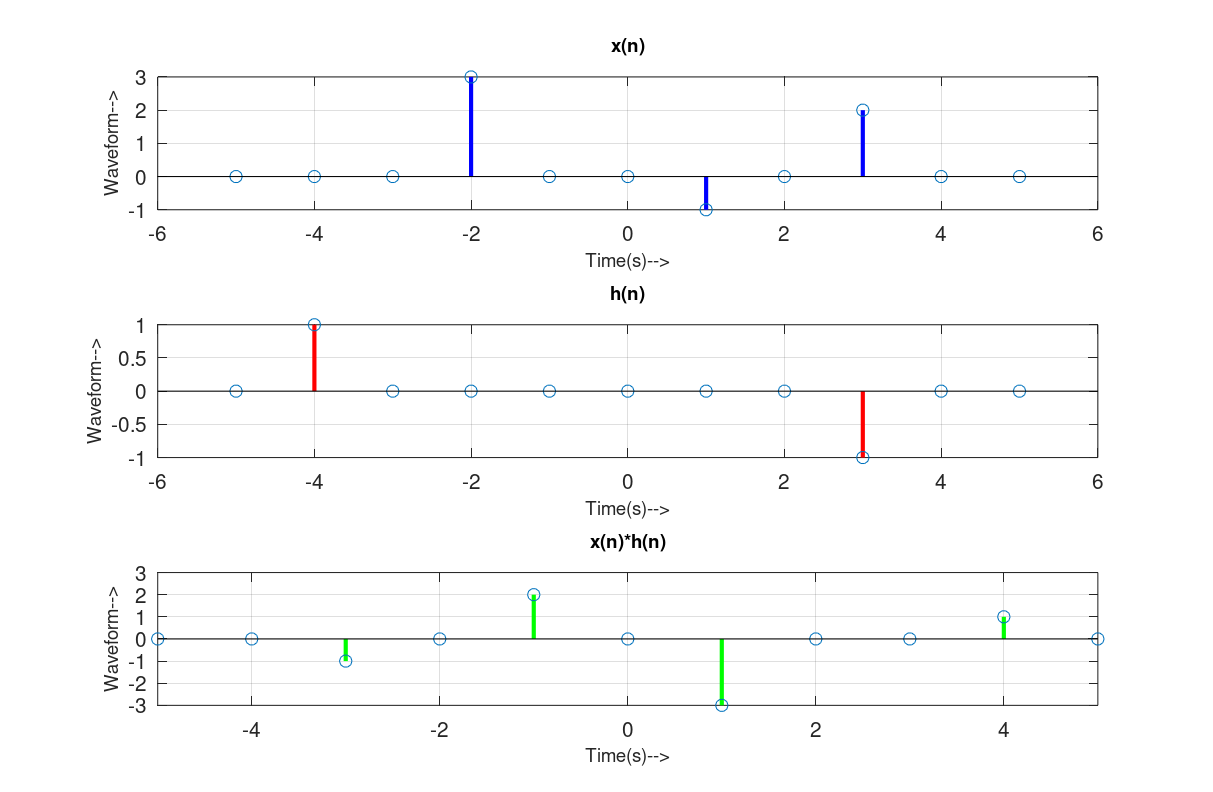 x(n)
Waveform-->
3
2
1
0
-1
-6 -4 -2 0 2 4 6
Time(s)-->
h(n)
Waveform-->
1
0.5
0
-0.5
-1
-6 -4 -2 0 2 4 6
Time(s)-->
x(n)*h(n)
Waveform-->
3
2
1
0
-1
-2
-3
-4 -2 0 2 4
Time(s)-->